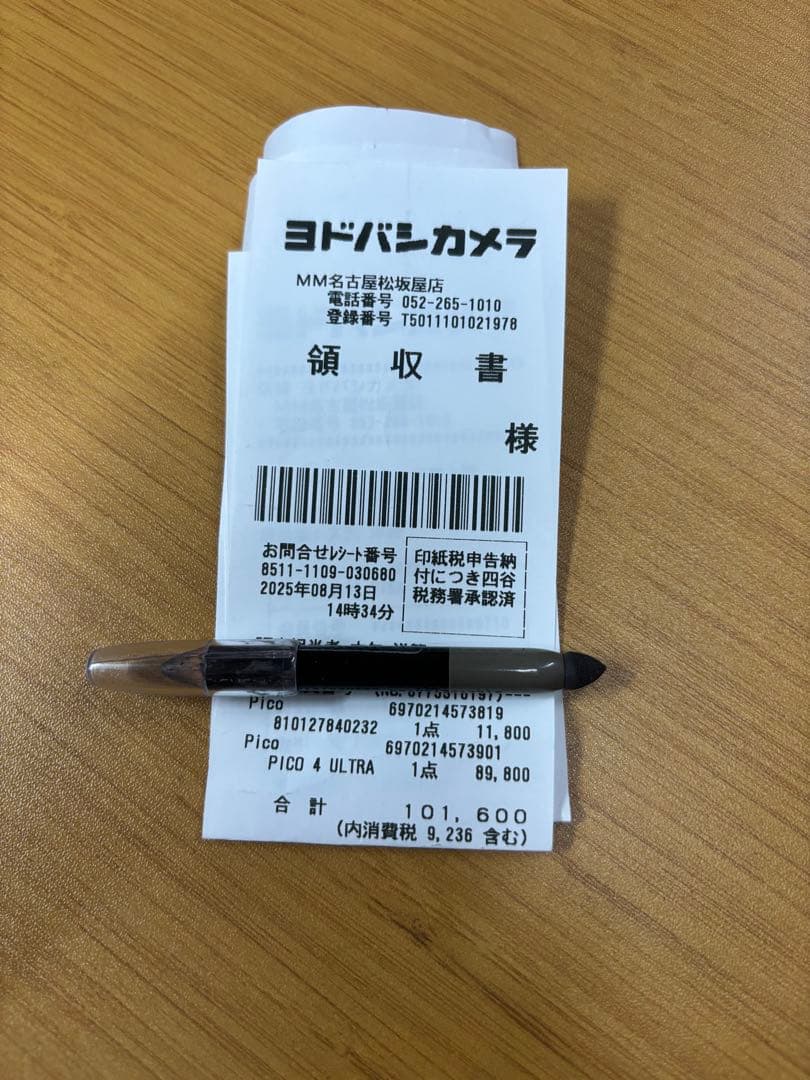 ヨドバシカメラ
MM名古屋松坂屋店
電話番号 052-265-1010
登録番号 T5011101021978
領 収 書
様
お問合せﾚｼｰﾄ番号
8511-1109-030680
2025年08月13日
14時34分
印紙税申告納
付につき四谷
税務署承認済
Pico 6970214573819
810127840232 1点 11,800
Pico 6970214573901
PICO 4 ULTRA 1点 89,800
合 計 101,600
(内消費税 9,236 含む)